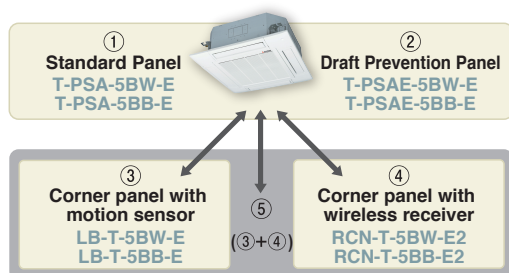 ①
Standard Panel
T-PSA-5BW-E
T-PSA-5BB-E
②
Draft Prevention Panel
T-PSAE-5BW-E
T-PSAE-5BB-E
③
Corner panel with
motion sensor
LB-T-5BW-E
LB-T-5BB-E
⑤
(③+④)
④
Corner panel with
wireless receiver
RCN-T-5BW-E2
RCN-T-5BB-E2